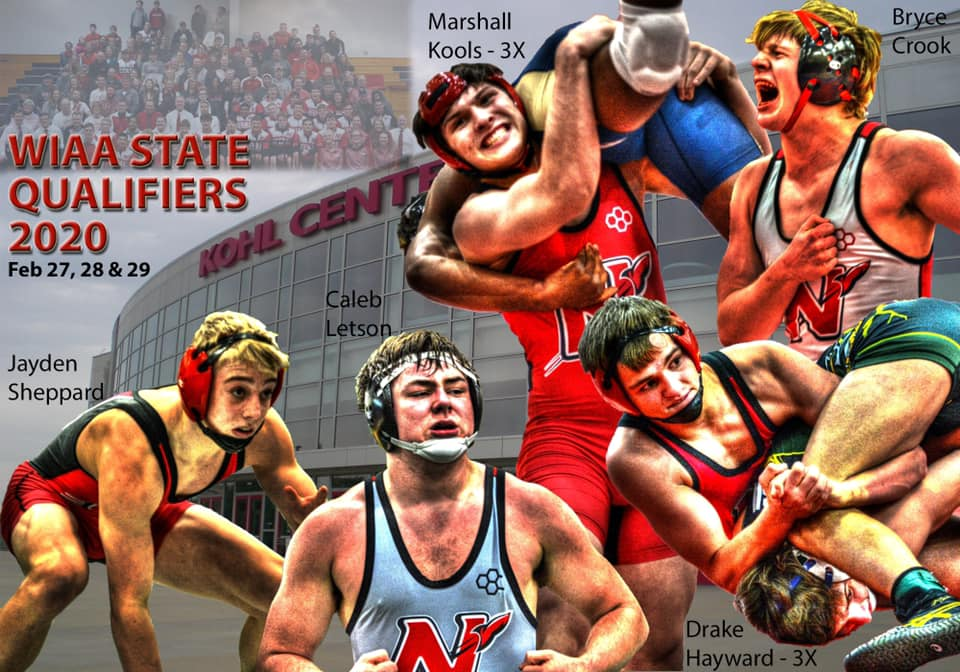 Marshall
Kools - 3X
Bryce
Crook
WIAA STATE
QUALIFIERS
2020
Feb 27, 28 & 29
KOHL CENTE
Caleb
Letson
Jayden
Sheppard
N
N
N
Drake
Hayward - 3X